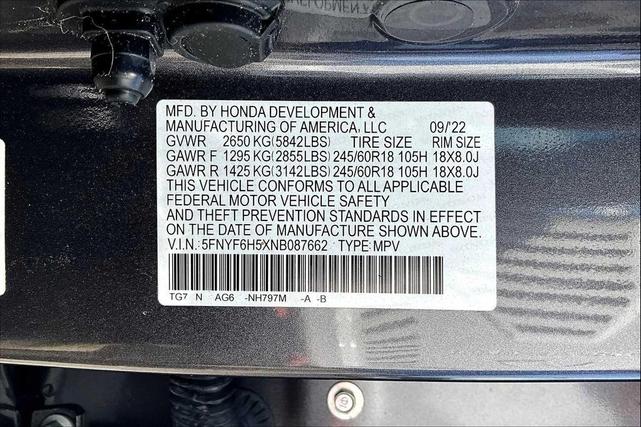 MFD. BY HONDA DEVELOPMENT &
MANUFACTURING OF AMERICA, LLC 09/'22
GVWR 2650 KG(5842LBS) TIRE SIZE RIM SIZE
GAWR F 1295 KG(2855LBS) 245/60R18 105H 18X8.0J
GAWR R 1425 KG(3142LBS) 245/60R18 105H 18X8.0J
THIS VEHICLE CONFORMS TO ALL APPLICABLE
FEDERAL MOTOR VEHICLE SAFETY
AND THEFT PREVENTION STANDARDS IN EFFECT
ON THE DATE OF MANUFACTURE SHOWN ABOVE.
V.I.N.: 5FNYF6H5XNB087662 TYPE: MPV
TG7 N AG6 -NH797M -A -B